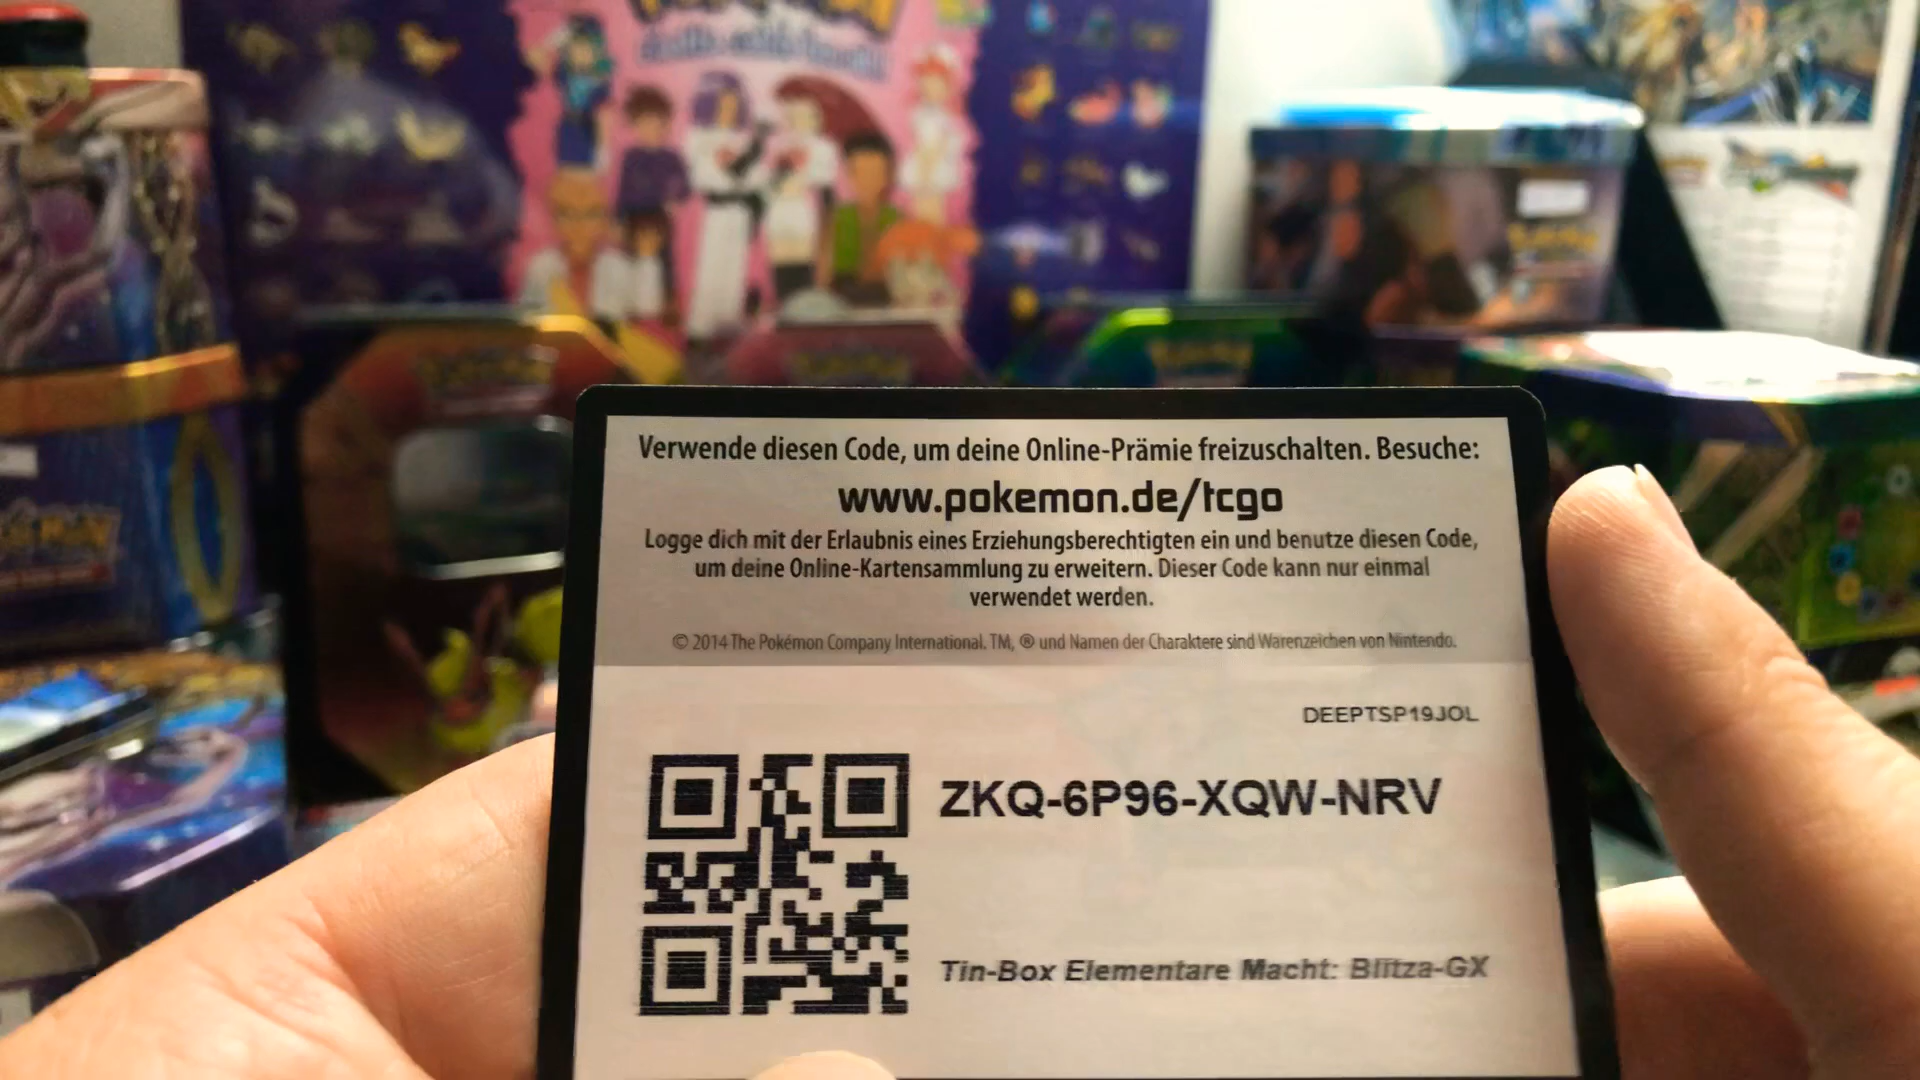 Verwende diesen Code, um deine Online-Prämie freizuschalten. Besuche:
www.pokemon.de/tcgo
Logge dich mit der Erlaubnis eines Erziehungsberechtigten ein und benutze diesen Code,
um deine Online-Kartensammlung zu erweitern. Dieser Code kann nur einmal
verwendet werden.
© 2014 The Pokémon Company International. TM, ® und Namen der Charaktere sind Warenzeichen von Nintendo.
DEEPTSP19JOL
ZKQ-6P96-XQW-NRV
Tin-Box Elementare Macht: Blitza-GX